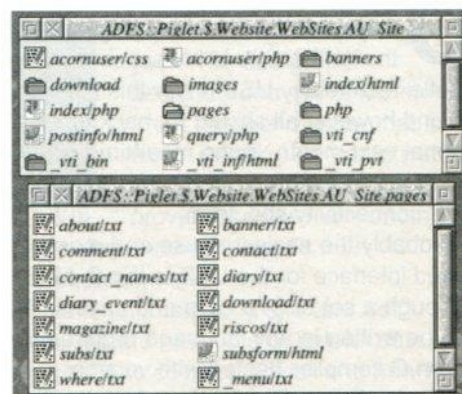 ADFS::Piglet.$.Website.WebSites.AU_Site
acornuser/css acornuser/php banners
download images index/html
index/php pages php
postinfo/html query/php vti_cnf
_vti_bin _vti_inf/html _vti_pvt
ADFS::Piglet.$.Website.WebSites.AU_Site.pages
about/txt banner/txt
comment/txt contact/txt
contact_names/txt diary/txt
diary_event/txt download/txt
magazine/txt riscos/txt
subs/txt subsform/html
where/txt _menu/txt